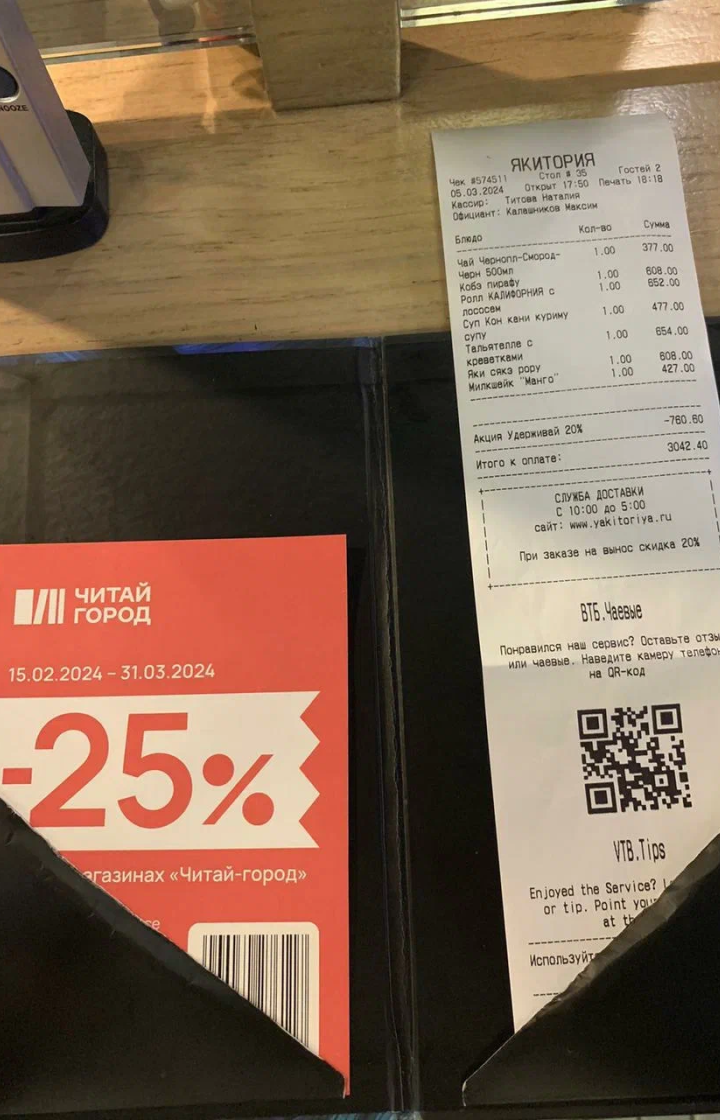 NOOZE
ЯКИТОРИЯ
Чек #574511 Стол # 35 Гостей 2
05.03.2024 Открыт 17:50 Печать 18:18
Кассир: Титова Наталия
Официант: Калашников Максим
Блюдо Кол-во Сумма
Чай Чернопл-Смород- 1.00 377.00
Черн 500мл
Кобэ пирафу 1.00 608.00
Ролл КАЛИФОРНИЯ с 1.00 652.00
лососем
Суп Кон кани куриму 1.00 477.00
супу
Тальятелле с 1.00 654.00
креветками
Яки сякэ рору 1.00 608.00
Милкшейк "Манго" 1.00 427.00
Акция Удерживай 20% -760.60
Итого к оплате: 3042.40
СЛУЖБА ДОСТАВКИ
С 10:00 до 5:00
сайт: www.yakitoriya.ru
При заказе на вынос скидка 20%
ВТБ.Чаевые
Понравился наш сервис? Оставьте отзы
или чаевые. Наведите камеру телефон
на QR-код
VTB.Tips
Enjoyed the Service? L
or tip. Point your
at th
Используйт
ЧИТАЙ
ГОРОД
15.02.2024 – 31.03.2024
-25%
агазинах «Читай-город»